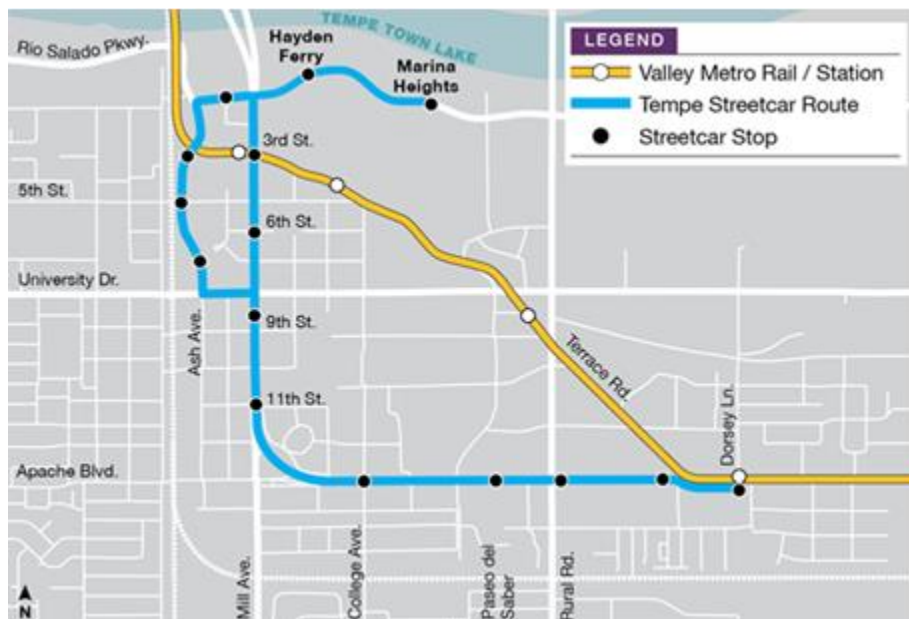 Rio Salado Pkwy.
TEMPE TOWN LAKE
Hayden
Ferry
Marina
Heights
LEGEND
Valley Metro Rail / Station
Tempe Streetcar Route
Streetcar Stop
3rd St.
5th St.
6th St.
University Dr.
9th St.
Ash Ave.
Terrace Rd.
11th St.
Dorsey Ln.
Apache Blvd.
Mill Ave.
College Ave.
Paseo del
Saber
Rural Rd.
N